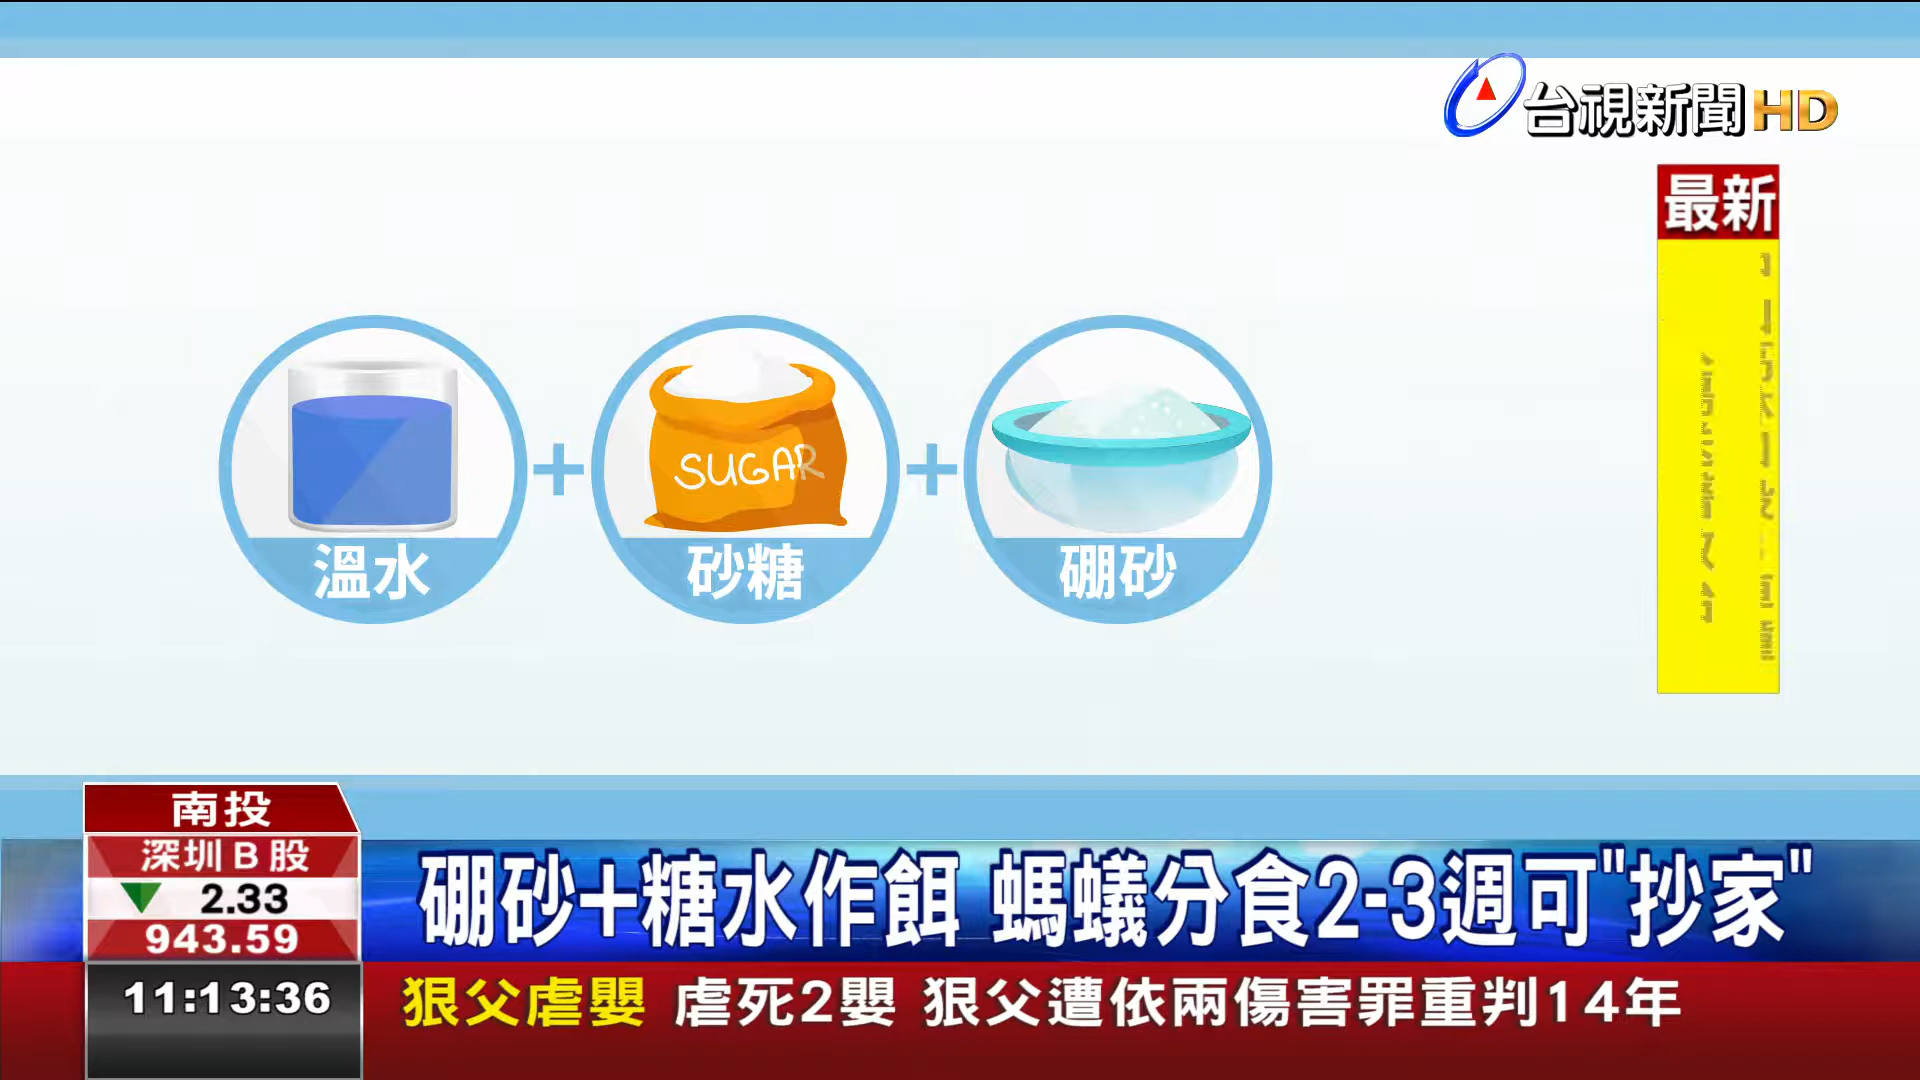 台視新聞HD
最新
SUGAR
溫水
+
砂糖
+
硼砂
南投
深圳B股
2.33
943.59
11:13:36
硼砂+糖水作餌 螞蟻分食2-3週可"抄家"
狠父虐嬰 虐死2嬰 狠父遭依兩傷害罪重判14年